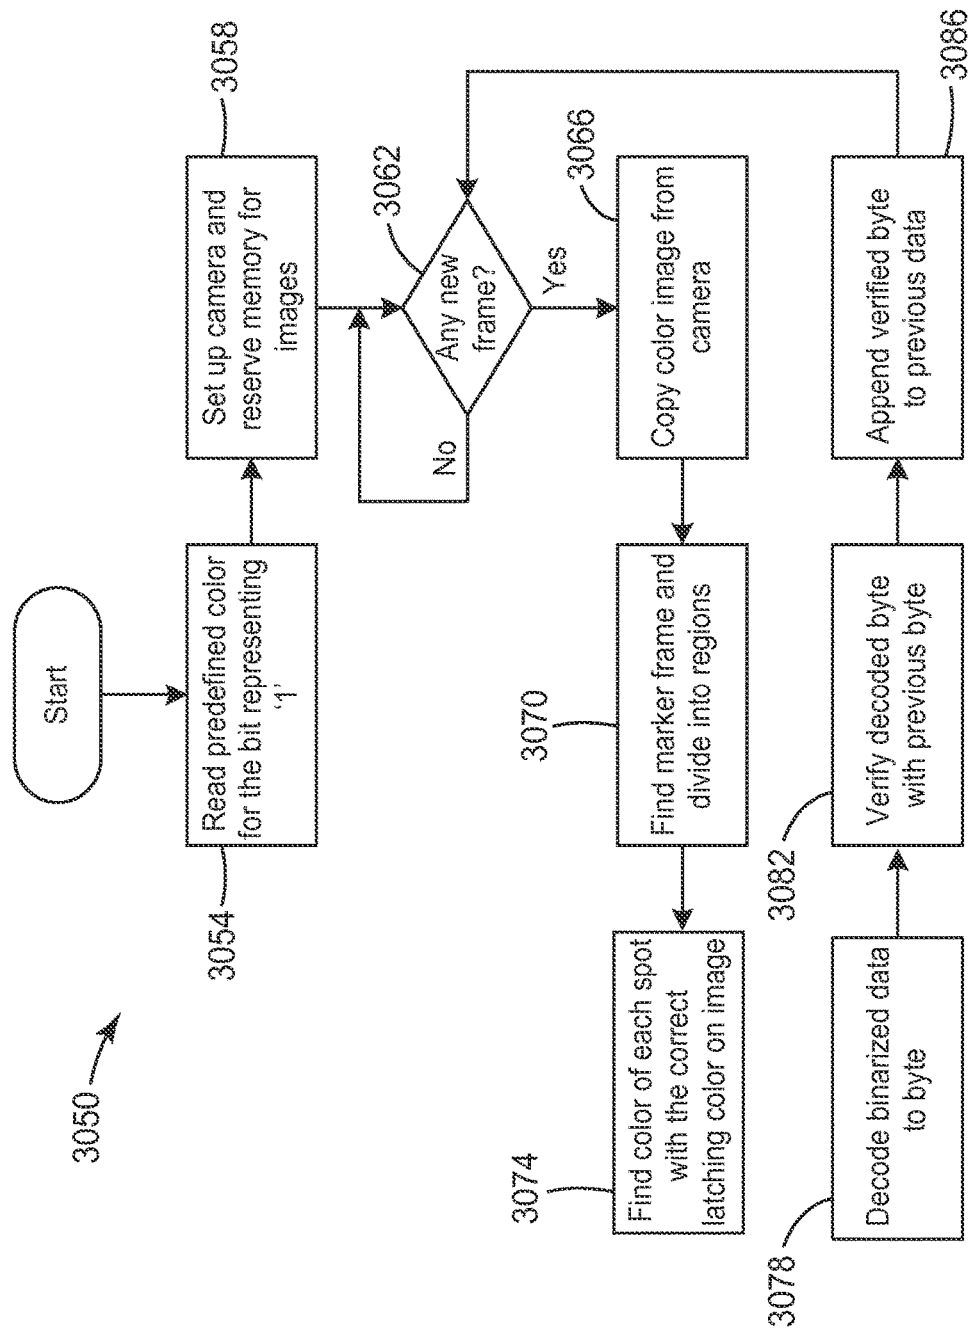 3050
Start
3054
Read predefined color
for the bit representing
‘1’
3058
Set up camera and
reserve memory for
images
3062
Any new
frame?
No
Yes
3066
Copy color image from
camera
3070
Find marker frame and
divide into regions
3074
Find color of each spot
with the correct
latching color on image
3078
Decode binarized data
to byte
3082
Verify decoded byte
with previous byte
3086
Append verified byte
to previous data